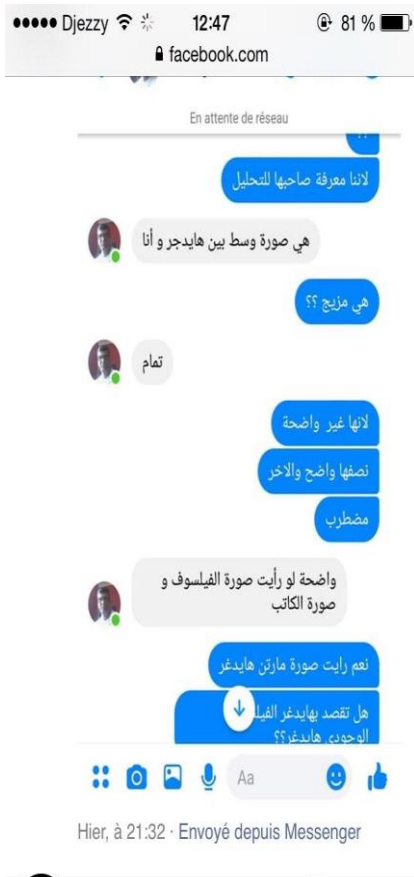 Djezzy 12:47 81 %
facebook.com
En attente de réseau
؟؟
لاننا معرفة صاحبها للتحليل
هي صورة وسط بين هايدجر و أنا
هي مزيج ؟؟
تمام
لانها غير واضحة
نصفها واضح والاخر
مضطرب
واضحة لو رأيت صورة الفيلسوف و
صورة الكاتب
نعم رايت صورة مارتن هايدغر
هل تقصد بهايدغر
الوجودي هايدغر؟؟
Aa
Hier, à 21:32 · Envoyé depuis Messenger